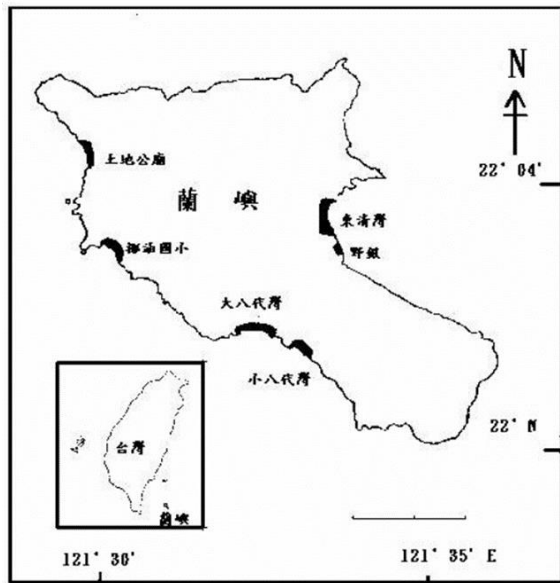 N
土地公廟
22° 04'
蘭 嶼
東清灣
野銀
椰油國小
大八代灣
小八代灣
台灣
22° N
蘭嶼
121° 30'
121° 35' E